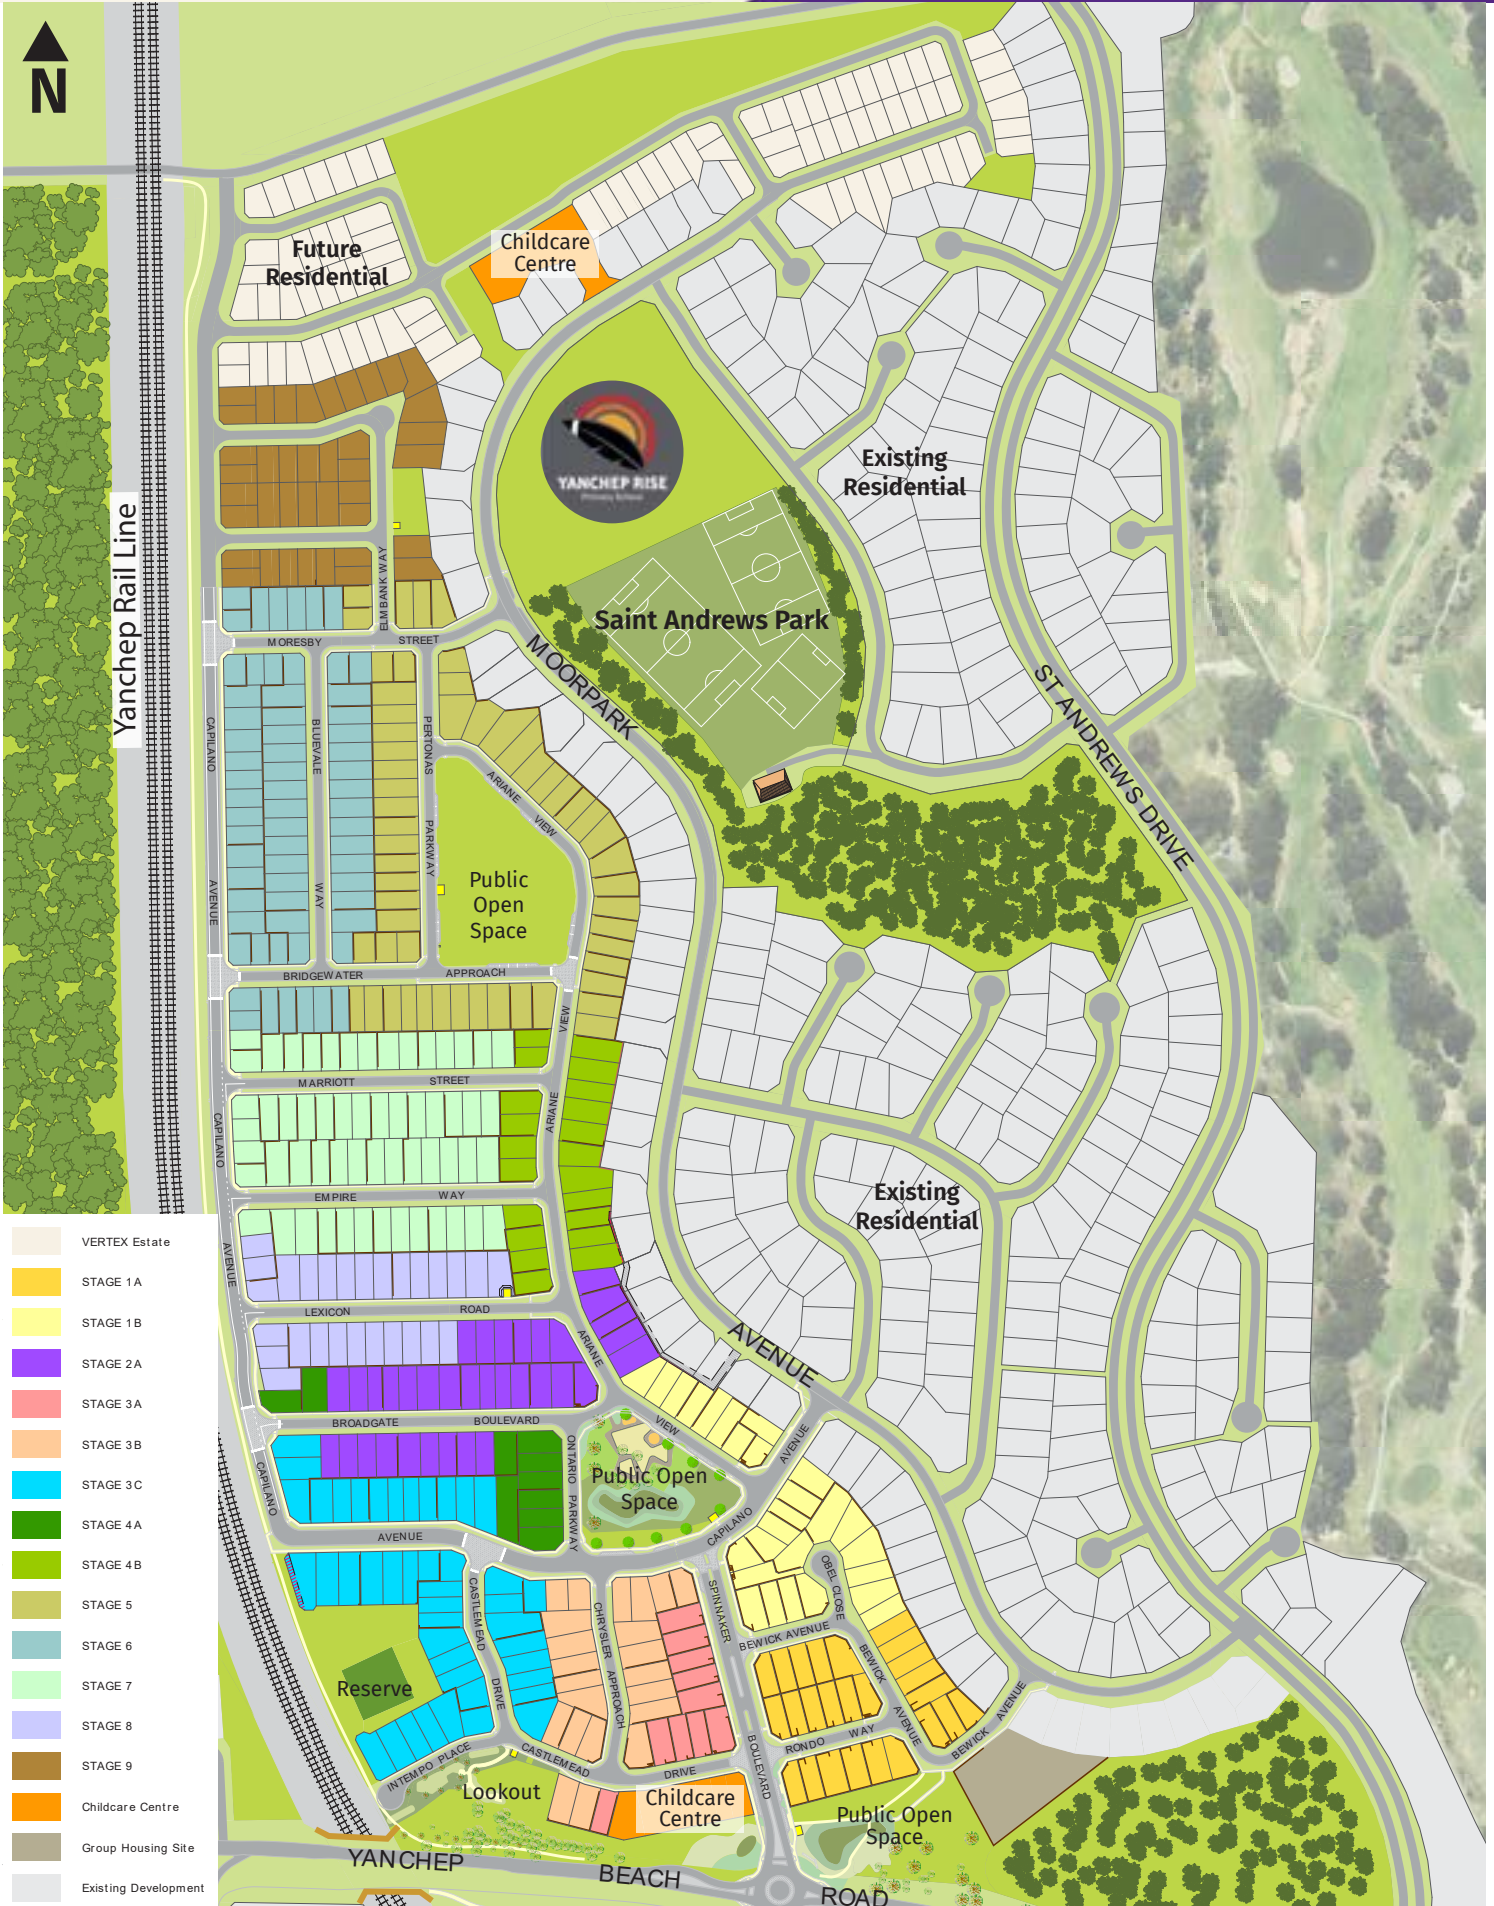 N
Future
Residential
Childcare
Centre
YANCHEP RISE
Primary School
Existing
Residential
Yanchep Rail Line
ELMBANK WAY
Saint Andrews Park
MORESBY
STREET
MOORPARK
ST ANDREWS DRIVE
CAPILANO
BLUEVALE
PERTONAS
ARIANE
VIEW
PARKWAY
AVENUE
WAY
Public
Open
Space
BRIDGEWATER
APPROACH
VIEW
MARRIOTT
STREET
CAPILANO
ARIANE
EMPIRE
WAY
Existing
Residential
AVENUE
LEXICON
ROAD
ARIANE
AVENUE
BROADGATE
BOULEVARD
VIEW
AVENUE
CAPILANO
ONTARIO
PARKWAY
Public Open
Space
CAPILANO
AVENUE
OBEL CLOSE
CASTLEMEAD
DRIVE
CHRYSLER
APPROACH
SPINNAKER
BOULEVARD
BEWICK AVENUE
BEWICK
AVENUE
Reserve
RONDO
WAY
BEWICK
AVENUE
INTEMPO PLACE
CASTLEMEAD
DRIVE
Lookout
Childcare
Centre
Public Open
Space
YANCHEP
BEACH
ROAD
VERTEX Estate
STAGE 1A
STAGE 1B
STAGE 2A
STAGE 3A
STAGE 3B
STAGE 3C
STAGE 4A
STAGE 4B
STAGE 5
STAGE 6
STAGE 7
STAGE 8
STAGE 9
Childcare Centre
Group Housing Site
Existing Development